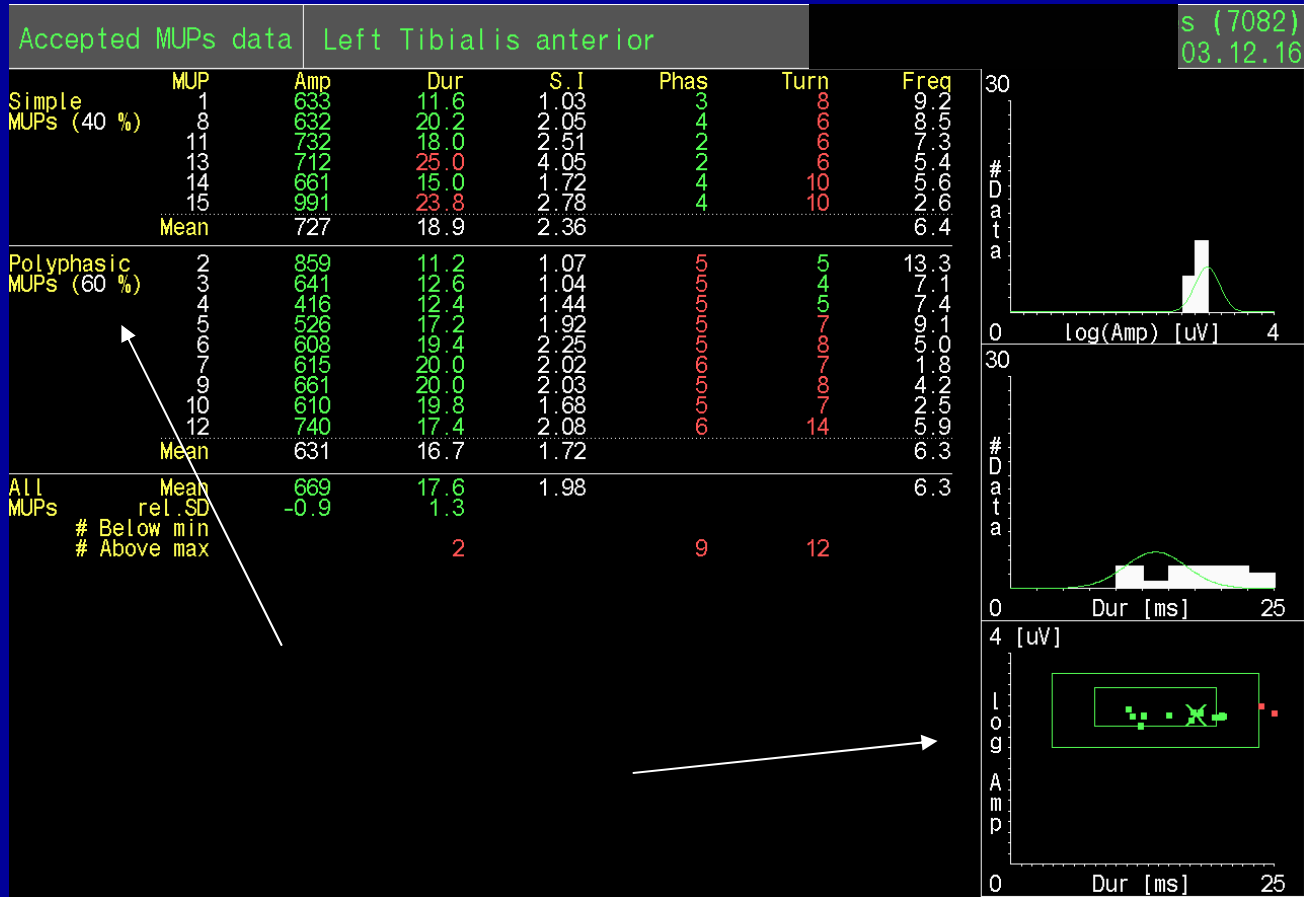 Accepted MUPs data Left Tibialis anterior s (7082)
03.12.16
MUP Amp Dur S.I Phas Turn Freq
Simple 1 633 11.6 1.03 3 8 9.2
MUPs (40 %) 8 632 20.2 2.05 4 6 8.5
11 732 18.0 2.51 2 6 7.3
13 712 25.0 4.05 2 6 5.4
14 661 15.0 1.72 4 10 5.6
15 991 23.8 2.78 4 10 2.6
Mean 727 18.9 2.36 6.4
Polyphasic 2 859 11.2 1.07 5 5 13.3
MUPs (60 %) 3 641 12.6 1.04 5 4 7.1
4 416 12.4 1.44 5 5 7.4
5 526 17.2 1.92 5 7 9.1
6 608 19.4 2.25 5 8 5.0
7 615 20.0 2.02 6 7 1.8
9 661 20.0 2.03 5 8 4.2
10 610 19.8 1.68 5 7 2.5
12 740 17.4 2.08 6 14 5.9
Mean 631 16.7 1.72 6.3
All Mean 669 17.6 1.98 6.3
MUPs rel.SD -0.9 1.3
# Below min
# Above max 2 9 12
30
#Data
0 log(Amp) [uV] 4
30
#Data
0 Dur [ms] 25
4 [uV]
log Amp
0 Dur [ms] 25